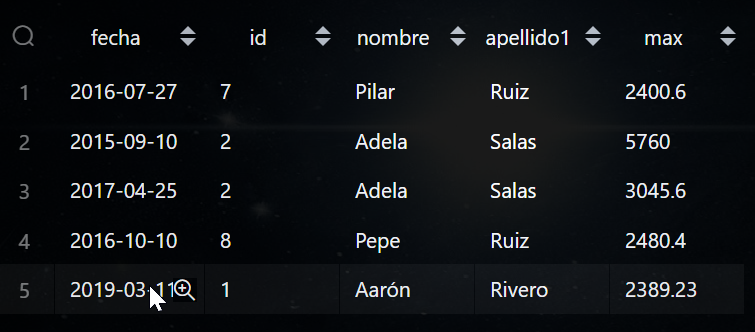 fecha id nombre apellido1 max
1 2016-07-27 7 Pilar Ruiz 2400.6
2 2015-09-10 2 Adela Salas 5760
3 2017-04-25 2 Adela Salas 3045.6
4 2016-10-10 8 Pepe Ruiz 2480.4
5 2019-03-11 1 Aarón Rivero 2389.23